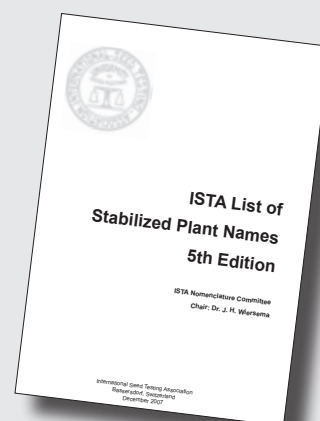 ISTA List of
Stabilized Plant Names
5th Edition
ISTA Nomenclature Committee
Chair: Dr. J. H. Wiersema
International Seed Testing Association
Bassersdorf, Switzerland
December 2007